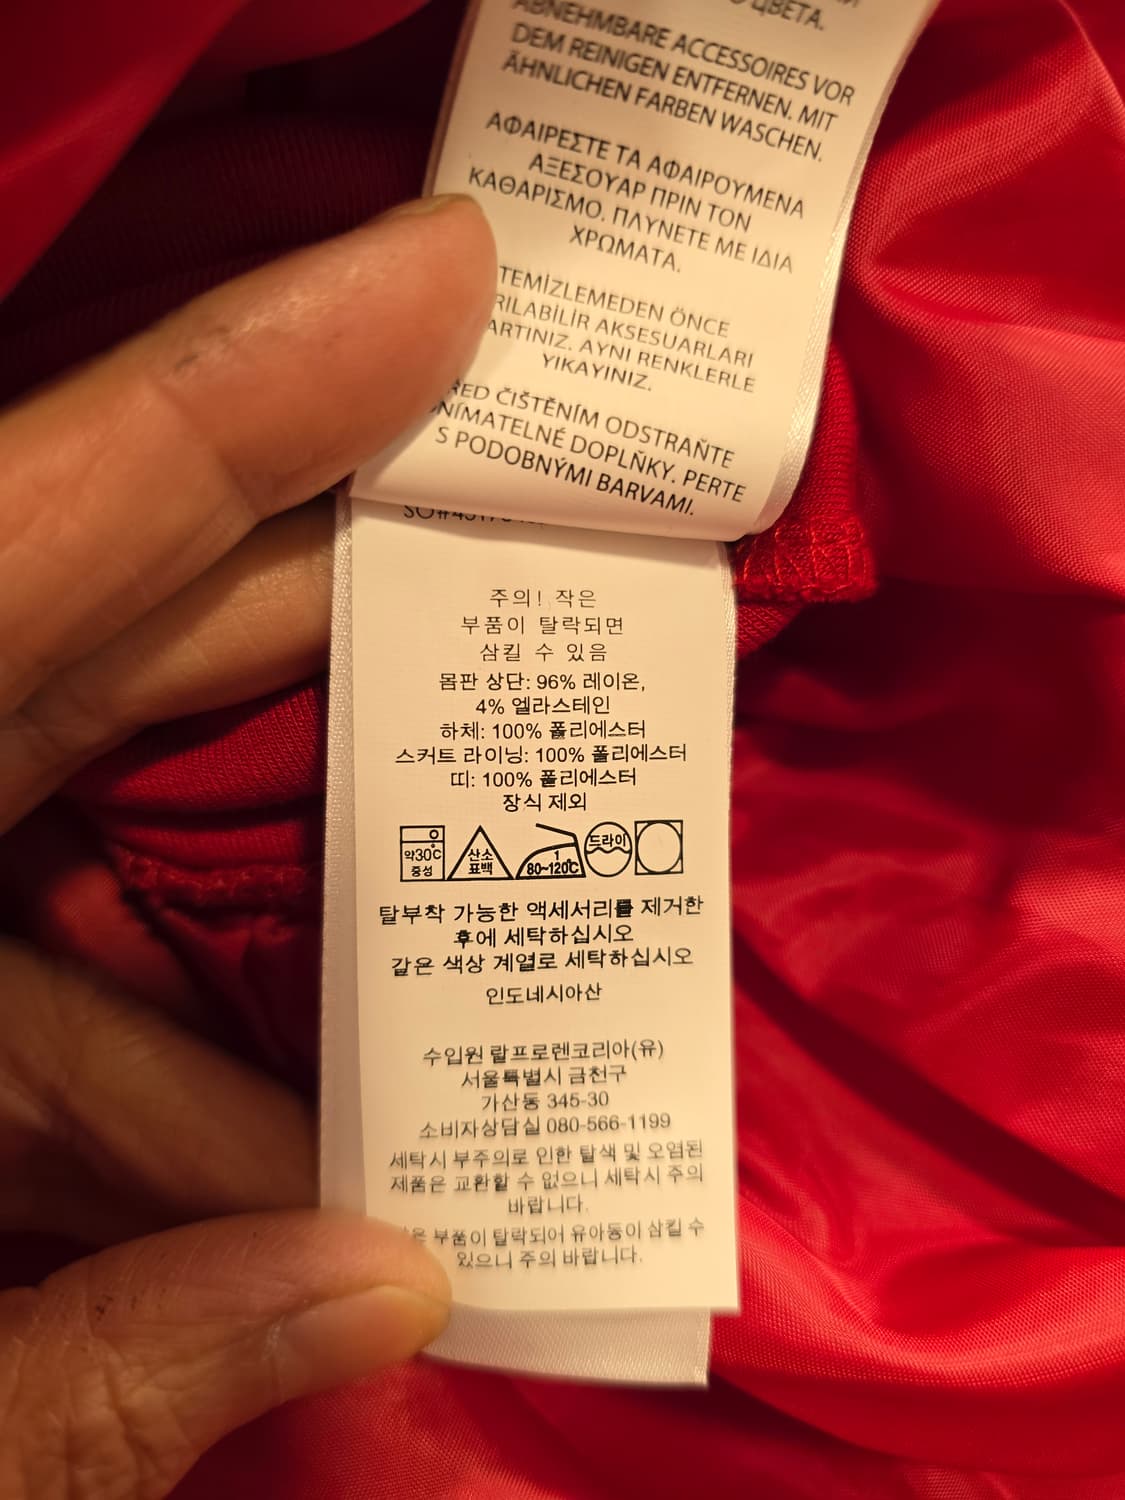 ЦВЕТА.
ABNEHMBARE ACCESSOIRES VOR
DEM REINIGEN ENTFERNEN. MIT
ÄHNLICHEN FARBEN WASCHEN.
ΑΦΑΙΡΕΣΤΕ ΤΑ ΑΦΑΙΡΟΥΜΕΝΑ
ΑΞΕΣΟΥΑΡ ΠΡΙΝ ΤΟΝ
ΚΑΘΑΡΙΣΜΟ. ΠΛΥΝΕΤΕ ΜΕ ΙΔΙΑ
ΧΡΩΜΑΤΑ.
TEMİZLEMEDEN ÖNCE
AKSESUARLARI
AYNI RENKLERLE
YIKAYINIZ.
ČIŠTĚNÍM ODSTRAŇTE
DOPLŇKY. PERTE
S PODOBNÝMI BARVAMI.
주의! 작은
부품이 탈락되면
삼킬 수 있음
몸판 상단: 96% 레이온,
4% 엘라스테인
하체: 100% 폴리에스터
스커트 라이닝: 100% 폴리에스터
띠: 100% 폴리에스터
장식 제외
약30℃
중성
산소
표백
1
80~120℃
드라이
탈부착 가능한 액세서리를 제거한
후에 세탁하십시오
같은 색상 계열로 세탁하십시오
인도네시아산
수입원 랄프로렌코리아(유)
서울특별시 금천구
가산동 345-30
소비자상담실 080-566-1199
세탁시 부주의로 인한 탈색 및 오염된
제품은 교환할 수 없으니 세탁시 주의
바랍니다.
부품이 탈락되어 유아동이 삼킬 수
있으니 주의 바랍니다.